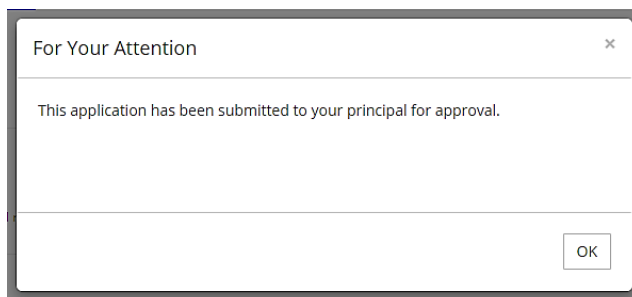 For Your Attention
×
This application has been submitted to your principal for approval.
OK